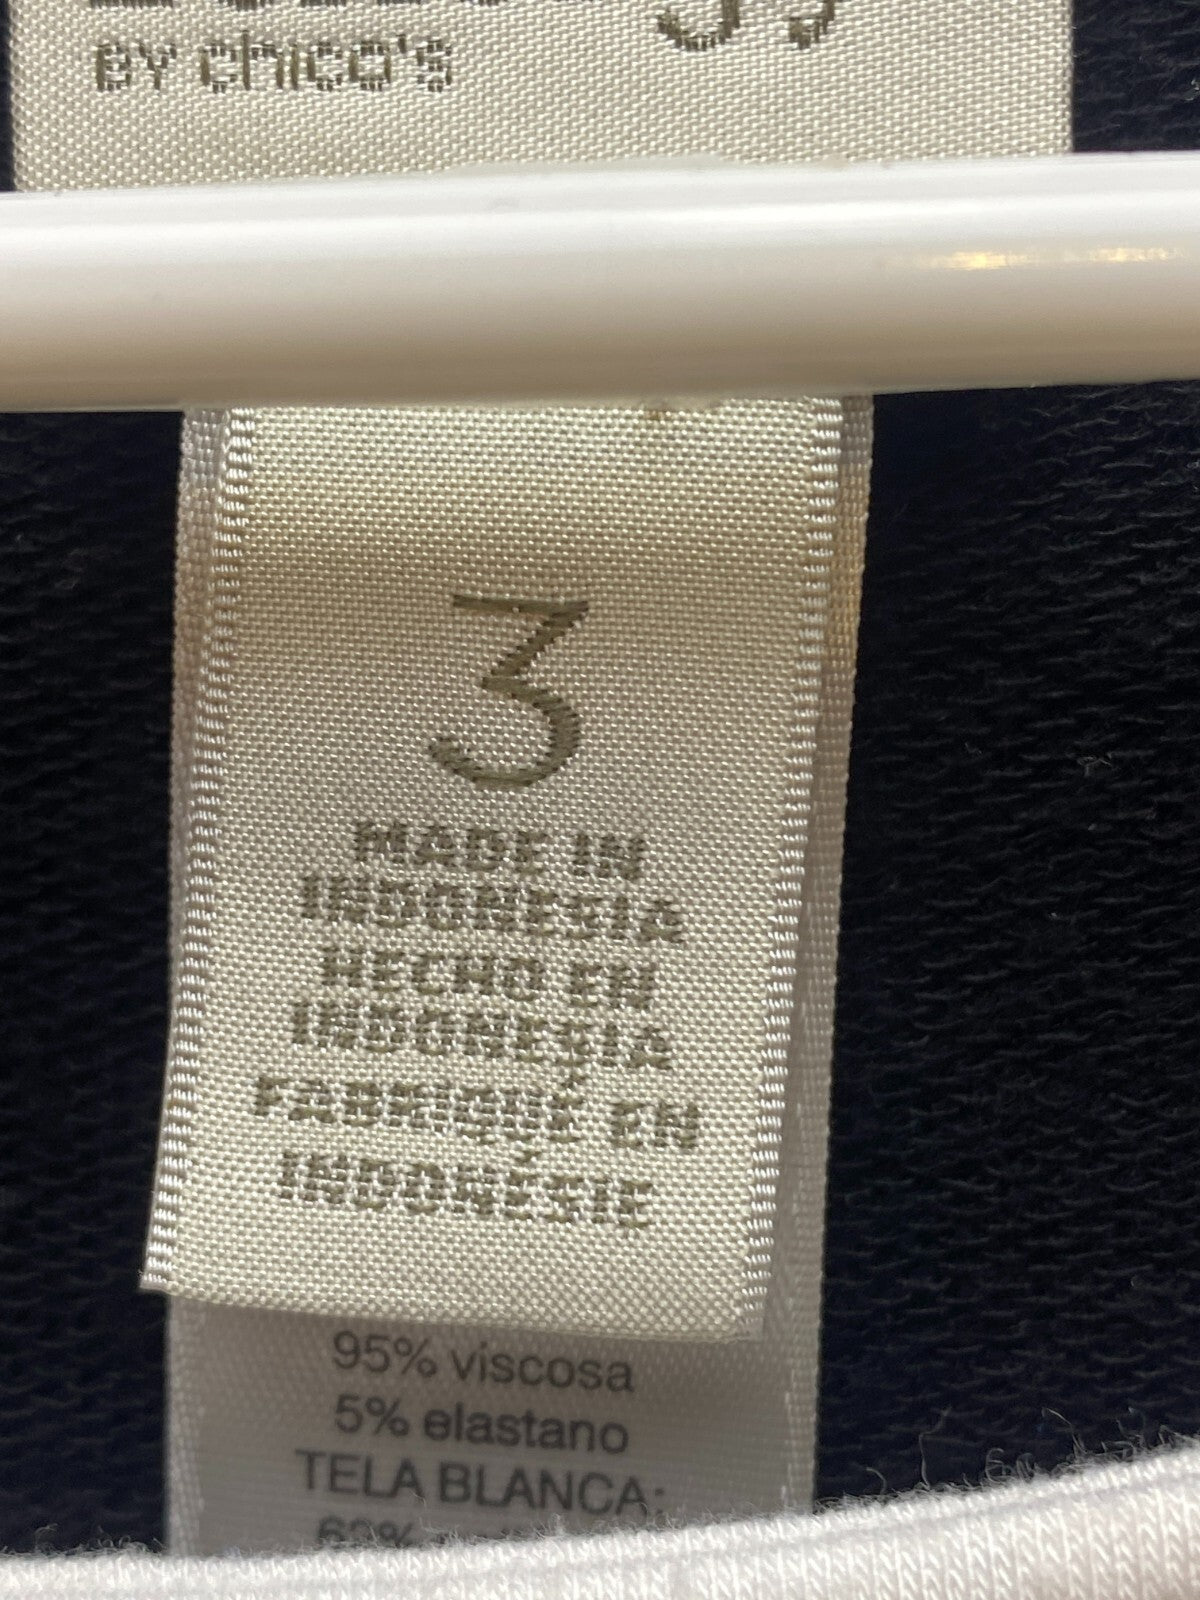 BY chico's
3
MADE IN
INDONESIA
HECHO EN
INDONESIA
FABRIQUÉ EN
INDONÉSIE
95% viscosa
5% elastano
TELA BLANCA: